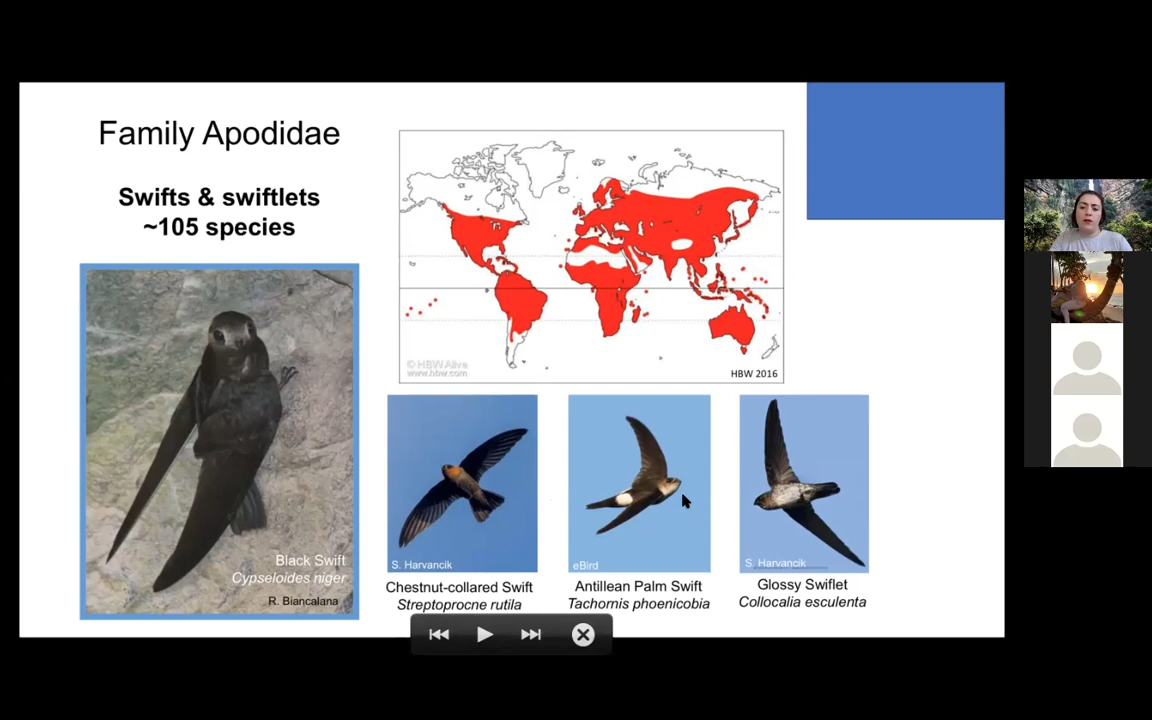 Family Apodidae
Swifts & swiftlets
~105 species
© HBW Alive
www.hbw.com
HBW 2016
Black Swift
Cypseloides niger
R. Biancalana
S. Harvancik
Chestnut-collared Swift
Streptoprocne rutila
eBird
Antillean Palm Swift
Tachornis phoenicobia
S. Harvancik
Glossy Swiflet
Collocalia esculenta